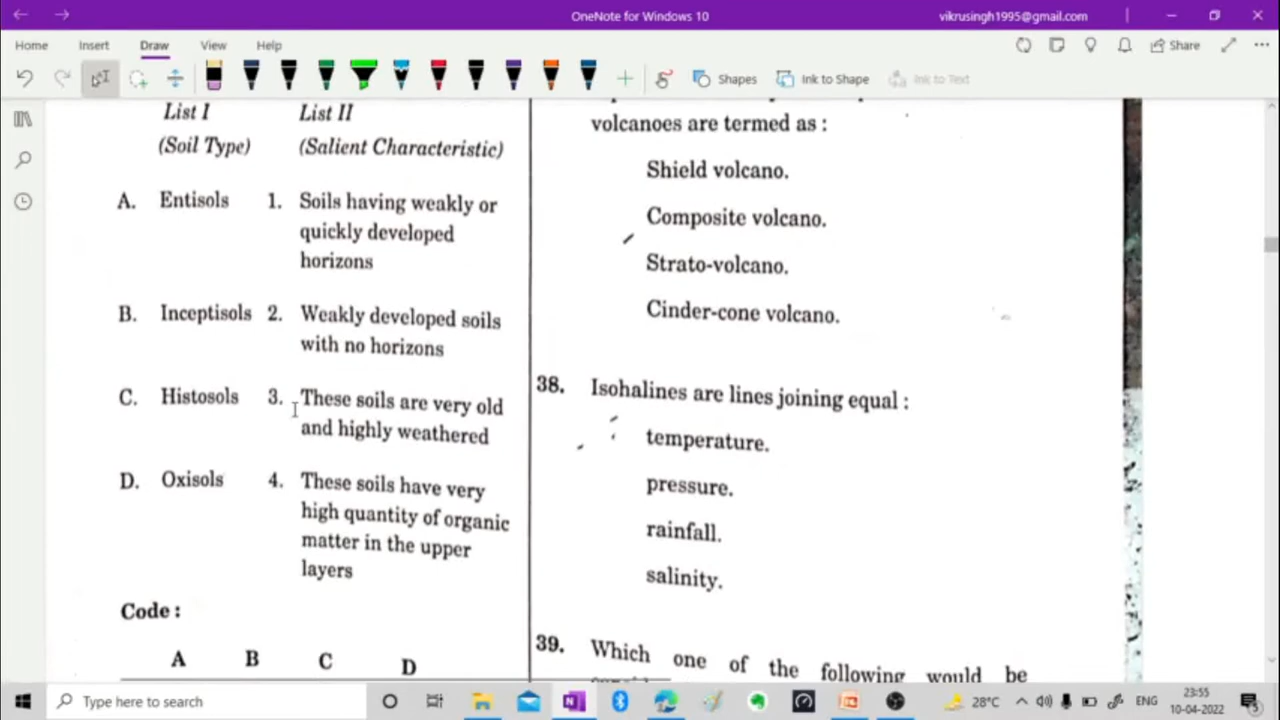 OneNote for Windows 10
vikrusingh1995@gmail.com
Home Insert Draw View Help
Share
Shapes Ink to Shape Ink to Text
List I List II
(Soil Type) (Salient Characteristic)
A. Entisols 1. Soils having weakly or
quickly developed
horizons
B. Inceptisols 2. Weakly developed soils
with no horizons
C. Histosols 3. These soils are very old
and highly weathered
D. Oxisols 4. These soils have very
high quantity of organic
matter in the upper
layers
Code :
A B C D
volcanoes are termed as :
Shield volcano.
Composite volcano.
Strato-volcano.
Cinder-cone volcano.
38. Isohalines are lines joining equal :
temperature.
pressure.
rainfall.
salinity.
39. Which one of the following would be
Type here to search
28°C
ENG
23:55
10-04-2022